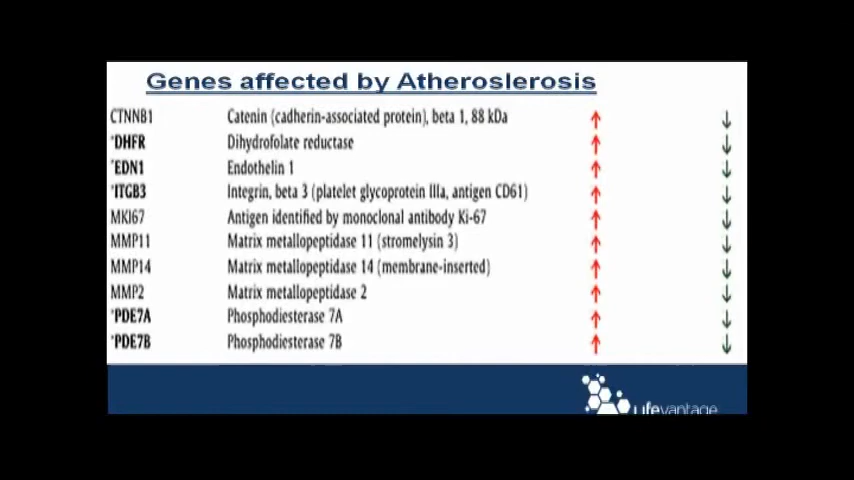 Genes affected by Atheroslerosis
CTNNB1 Catenin (cadherin-associated protein), beta 1, 88 kDa ↑ ↓
*DHFR Dihydrofolate reductase ↑ ↓
*EDN1 Endothelin 1 ↑ ↓
*ITGB3 Integrin, beta 3 (platelet glycoprotein IIIa, antigen CD61) ↑ ↓
MKI67 Antigen identified by monoclonal antibody Ki-67 ↑ ↓
MMP11 Matrix metallopeptidase 11 (stromelysin 3) ↑ ↓
MMP14 Matrix metallopeptidase 14 (membrane-inserted) ↑ ↓
MMP2 Matrix metallopeptidase 2 ↑ ↓
*PDE7A Phosphodiesterase 7A ↑ ↓
*PDE7B Phosphodiesterase 7B ↑ ↓
Lifevantage